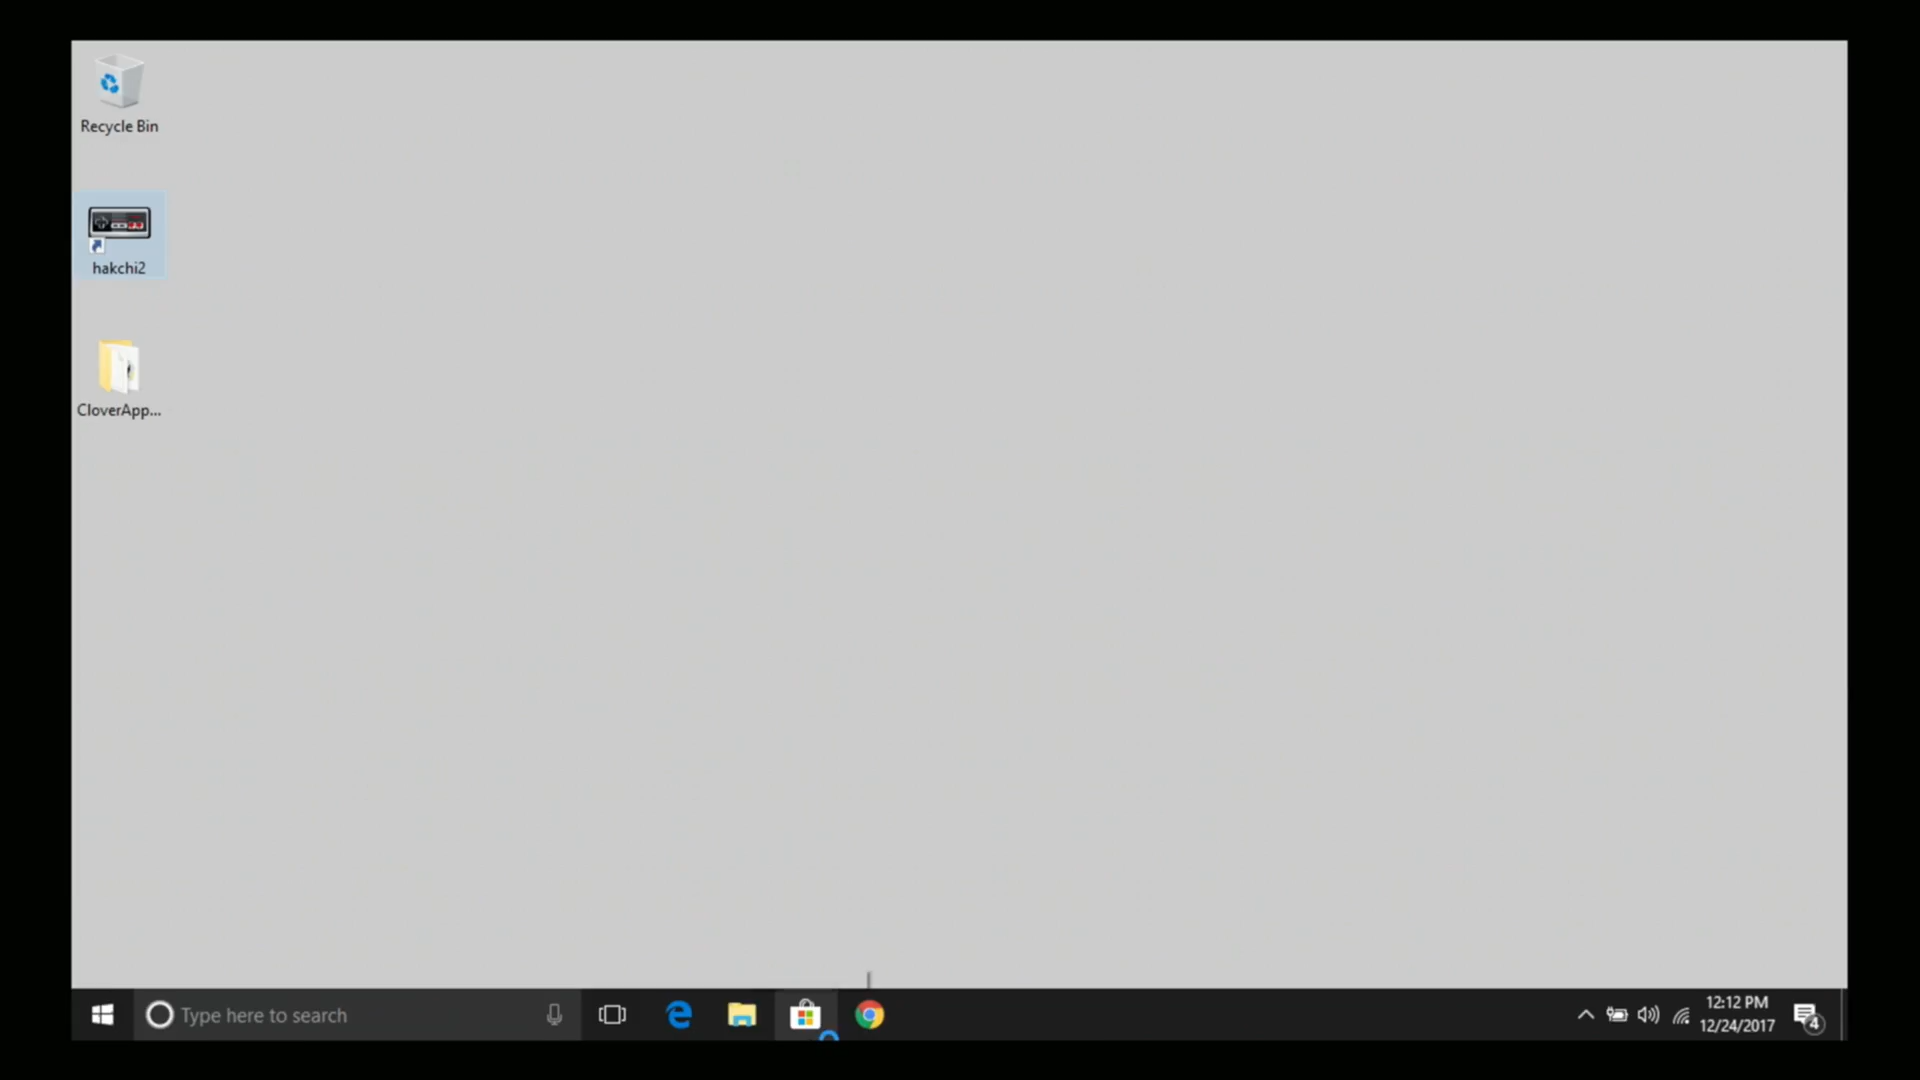 Recycle Bin
hakchi2
CloverApp...
Type here to search
12:12 PM
12/24/2017
4